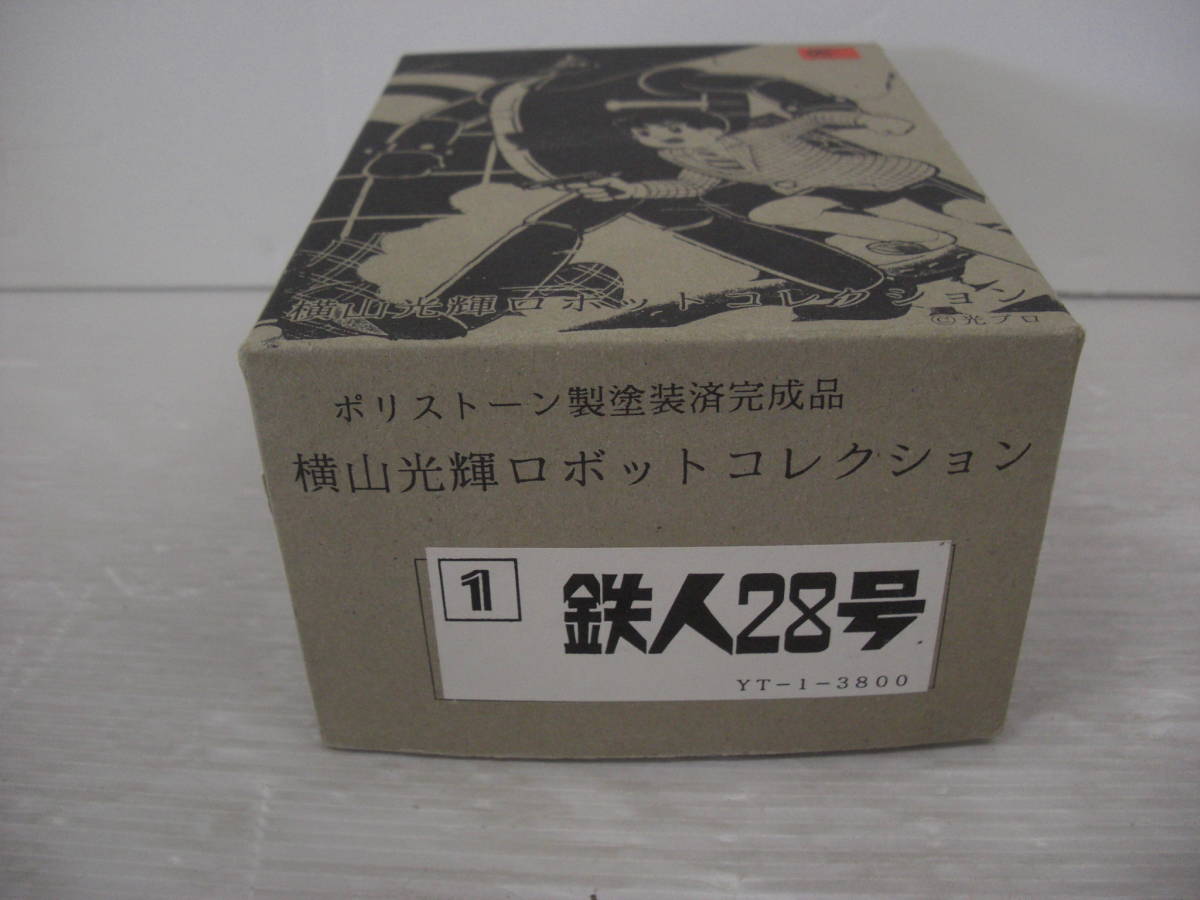 横山光輝ロボットコレクション
©光プロ
ポリストーン製塗装済完成品
横山光輝ロボットコレクション
1
鉄人28号
YT-1-3800